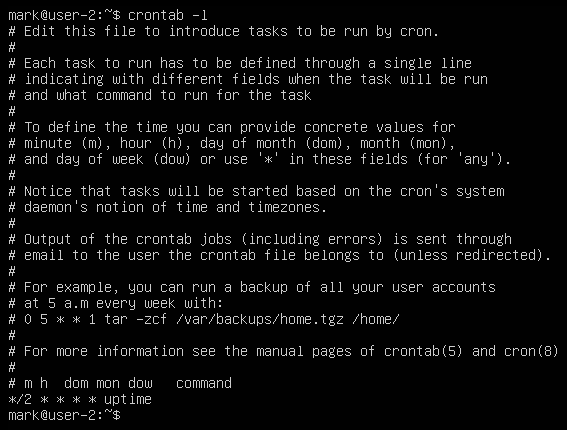 mark@user-2:~$ crontab -l
# Edit this file to introduce tasks to be run by cron.
#
# Each task to run has to be defined through a single line
# indicating with different fields when the task will be run
# and what command to run for the task
#
# To define the time you can provide concrete values for
# minute (m), hour (h), day of month (dom), month (mon),
# and day of week (dow) or use '*' in these fields (for 'any').
#
# Notice that tasks will be started based on the cron's system
# daemon's notion of time and timezones.
#
# Output of the crontab jobs (including errors) is sent through
# email to the user the crontab file belongs to (unless redirected).
#
# For example, you can run a backup of all your user accounts
# at 5 a.m every week with:
# 0 5 * * 1 tar -zcf /var/backups/home.tgz /home/
#
# For more information see the manual pages of crontab(5) and cron(8)
#
# m h  dom mon dow   command
*/2 * * * * uptime
mark@user-2:~$